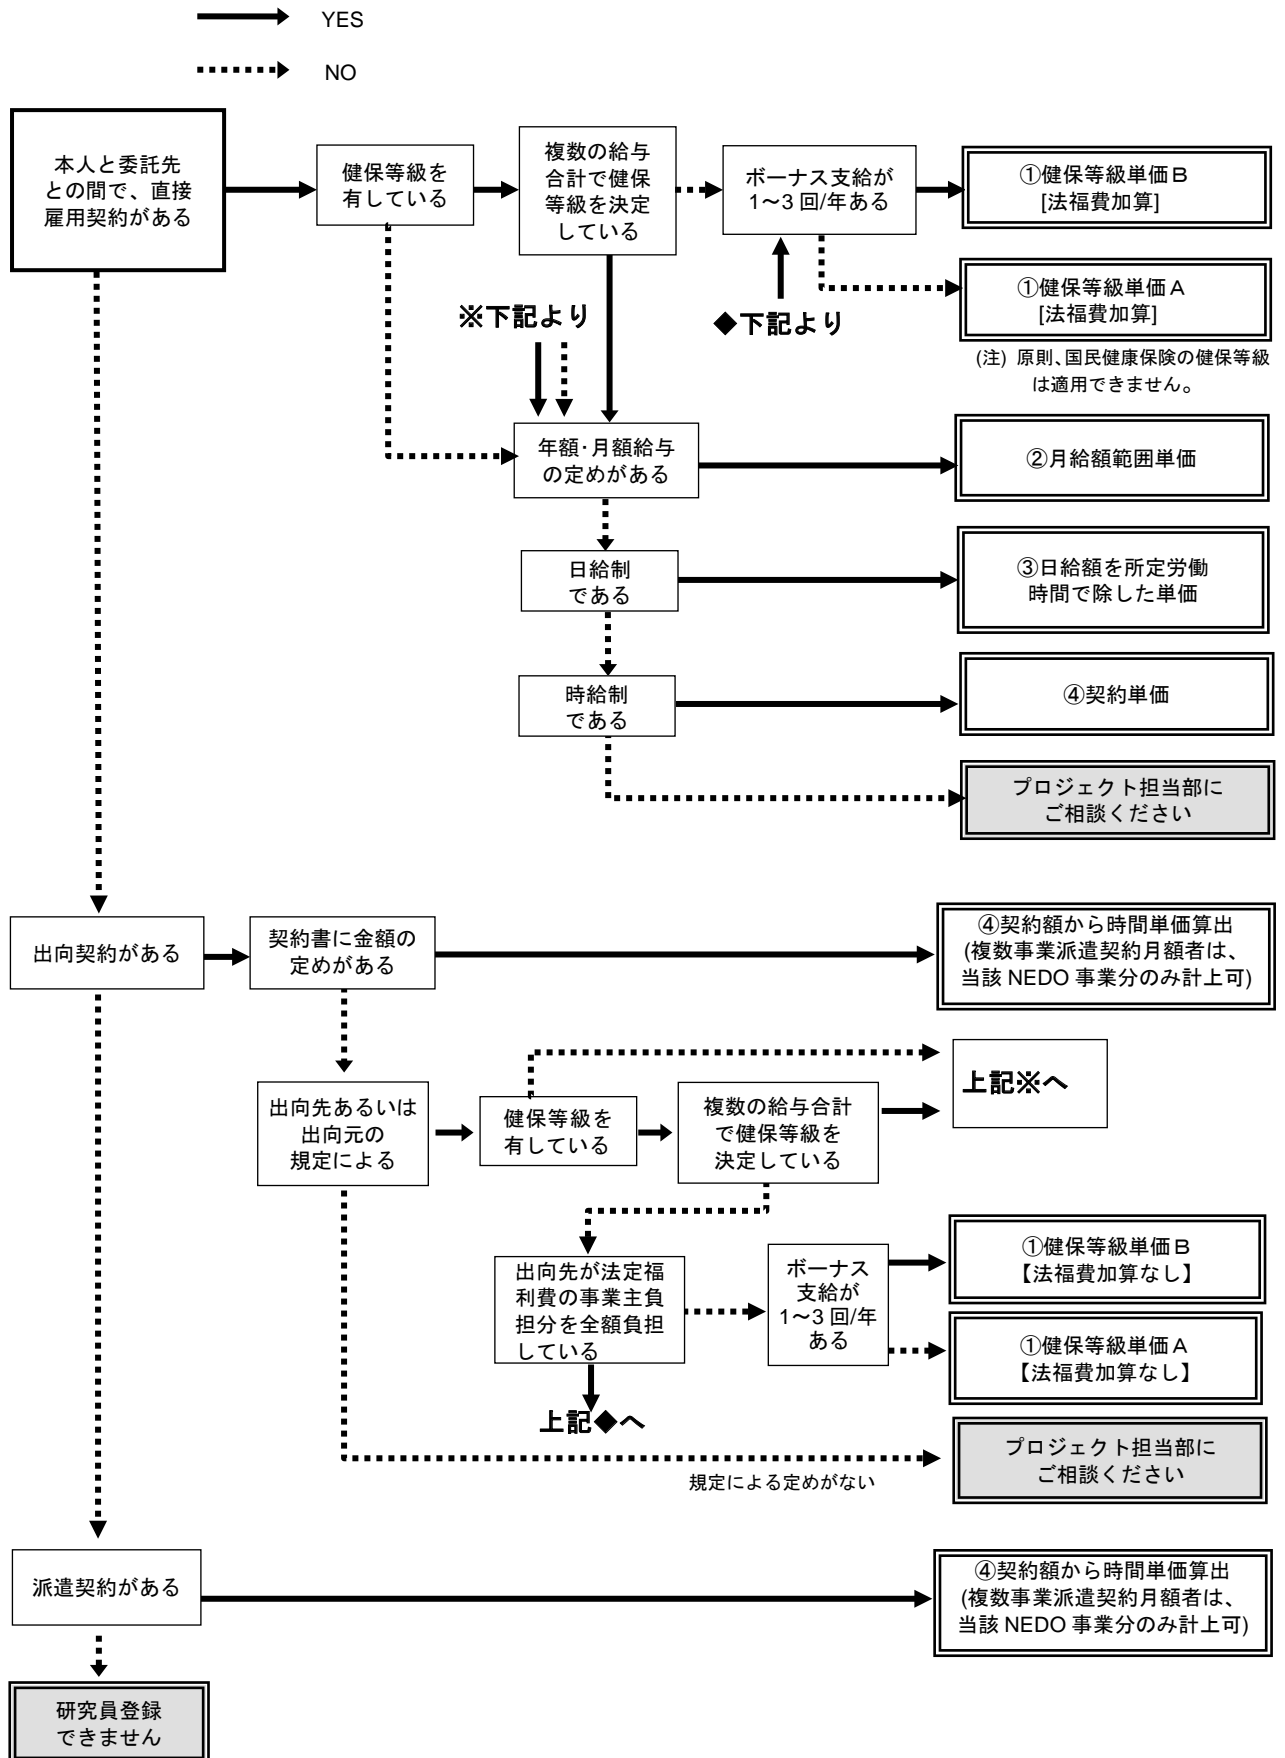 YES
NO
本人と委託先
との間で、直接
雇用契約がある
健保等級を
有している
複数の給与
合計で健保
等級を決定
している
ボーナス支給が
1～3 回/年ある
①健保等級単価Ｂ
[法福費加算]
①健保等級単価Ａ
[法福費加算]
(注) 原則、国民健康保険の健保等級
は適用できません。
※下記より
◆下記より
年額･月額給与
の定めがある
②月給額範囲単価
日給制
である
③日給額を所定労働
時間で除した単価
時給制
である
④契約単価
プロジェクト担当部に
ご相談ください
出向契約がある
契約書に金額の
定めがある
④契約額から時間単価算出
(複数事業派遣契約月額者は、
当該 NEDO 事業分のみ計上可)
出向先あるいは
出向元の
規定による
健保等級を
有している
複数の給与合計
で健保等級を
決定している
上記※へ
出向先が法定福
利費の事業主負
担分を全額負担
している
ボーナス
支給が
1～3 回/年
ある
①健保等級単価Ｂ
【法福費加算なし】
①健保等級単価Ａ
【法福費加算なし】
上記◆へ
規定による定めがない
プロジェクト担当部に
ご相談ください
派遣契約がある
④契約額から時間単価算出
(複数事業派遣契約月額者は、
当該 NEDO 事業分のみ計上可)
研究員登録
できません